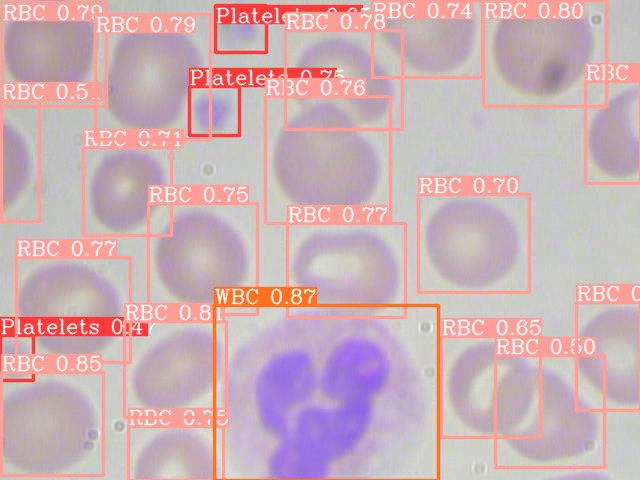 RBC 0.79
RBC 0.79
RBC 0.78
RBC 0.74
RBC 0.80
Platelets 0.75
RBC 0.76
RBC
RBC 0.71
RBC 0.75
RBC 0.70
RBC 0.77
RBC 0.77
WBC 0.87
RBC 0.81
Platelets 0.47
RBC 0.65
RBC 0.50
RBC 0.85
RBC 0.75